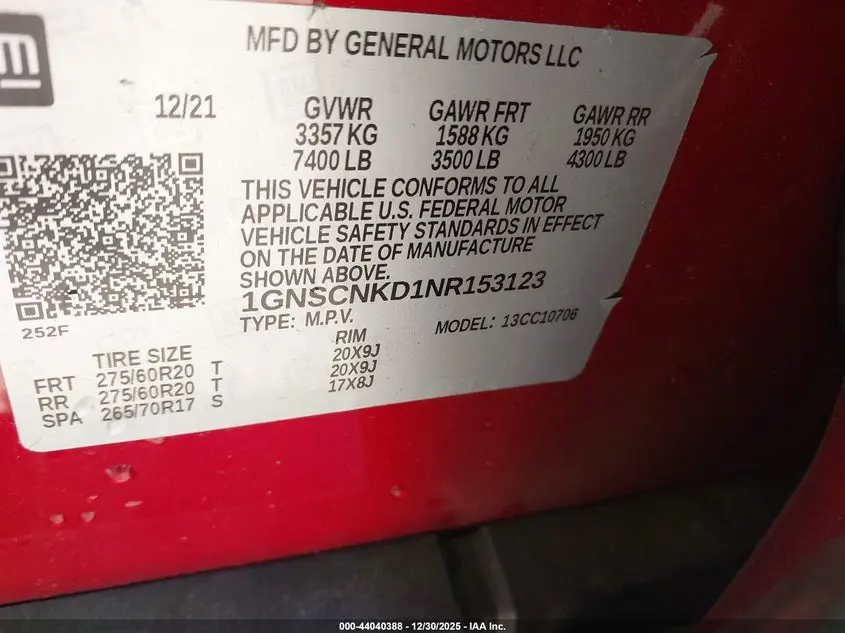 gm
MFD BY GENERAL MOTORS LLC
12/21 GVWR GAWR FRT GAWR RR
3357 KG 1588 KG 1950 KG
7400 LB 3500 LB 4300 LB
THIS VEHICLE CONFORMS TO ALL
APPLICABLE U.S. FEDERAL MOTOR
VEHICLE SAFETY STANDARDS IN EFFECT
ON THE DATE OF MANUFACTURE
SHOWN ABOVE.
1GNSCNKD1NR153123
TYPE: M.P.V. MODEL: 13CC10706
252F
TIRE SIZE RIM
FRT 275/60R20 T 20X9J
RR 275/60R20 T 20X9J
SPA 265/70R17 S 17X8J
000-44040388 - 12/30/2025 - IAA Inc.